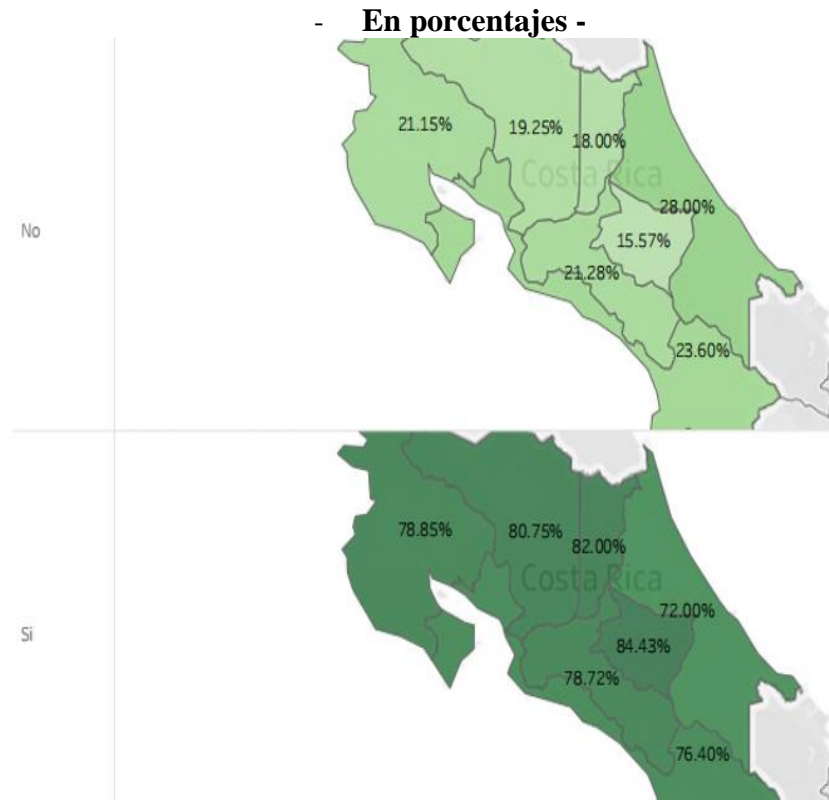 - En porcentajes -
21.15%
19.25%
18.00%
Costa Rica
28.00%
No
15.57%
21.28%
23.60%
78.85%
80.75%
82.00%
Costa Rica
72.00%
Si
84.43%
78.72%
76.40%